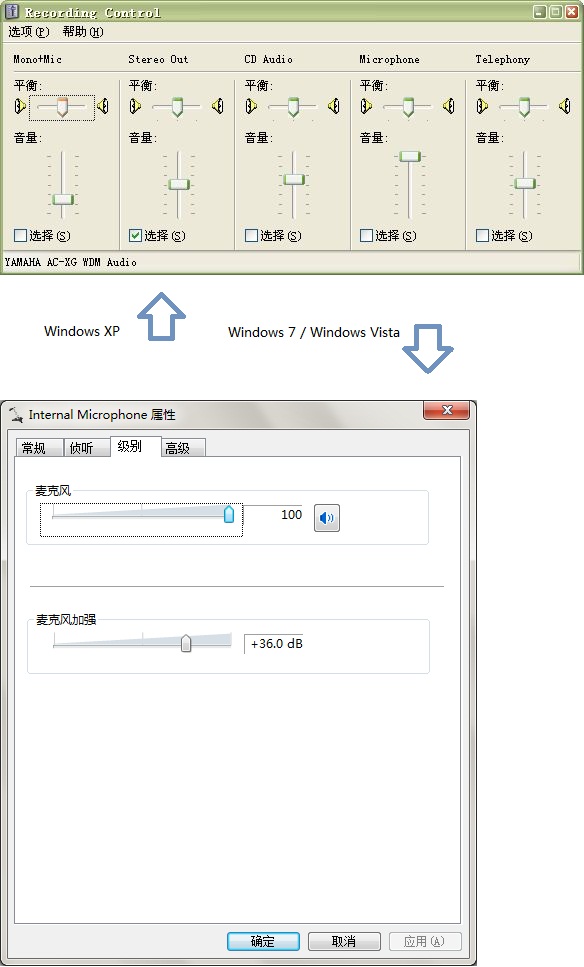 Recording Control
选项(P) 帮助(H)
Mono+Mic Stereo Out CD Audio Microphone Telephony
平衡: 平衡: 平衡: 平衡: 平衡:
音量: 音量: 音量: 音量: 音量:
选择(S) 选择(S) 选择(S) 选择(S) 选择(S)
YAMAHA AC-XG WDM Audio
Windows XP
Windows 7 / Windows Vista
Internal Microphone 属性
常规 侦听 级别 高级
麦克风
100
麦克风加强
+36.0 dB
确定 取消 应用(A)